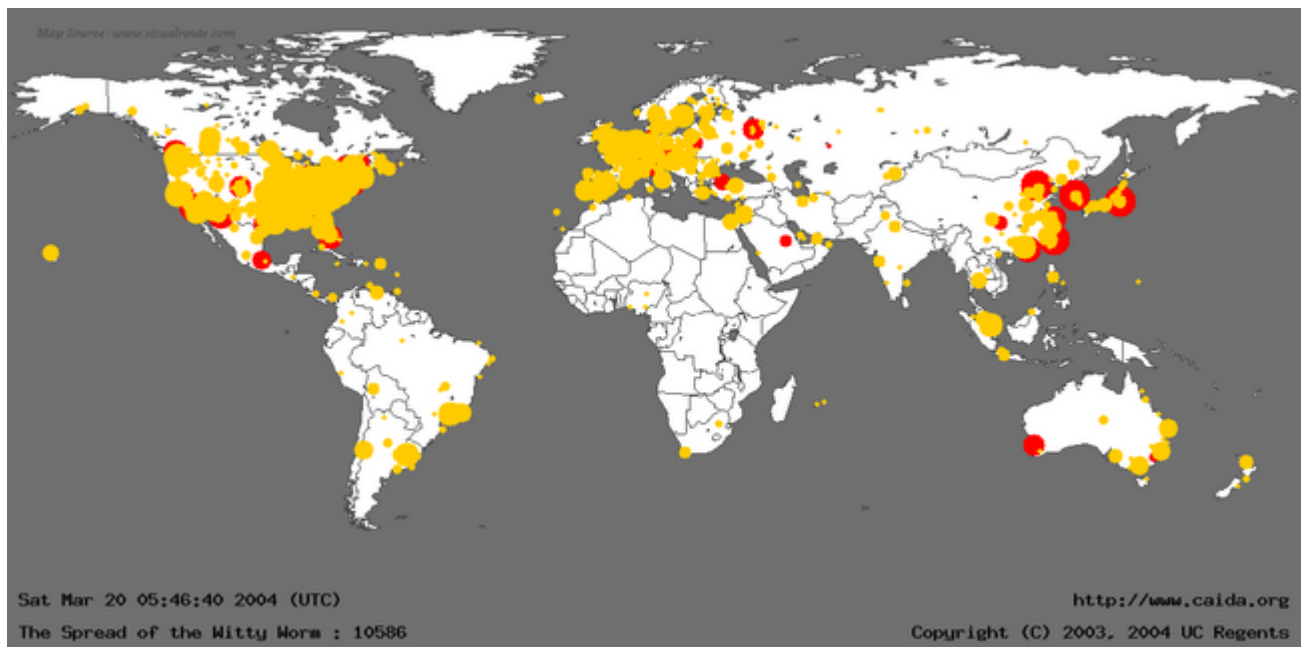 Map Source: www.visualroute.com
Sat Mar 20 05:46:40 2004 (UTC)
http://www.caida.org
The Spread of the Witty Worm : 10586
Copyright (C) 2003, 2004 UC Regents